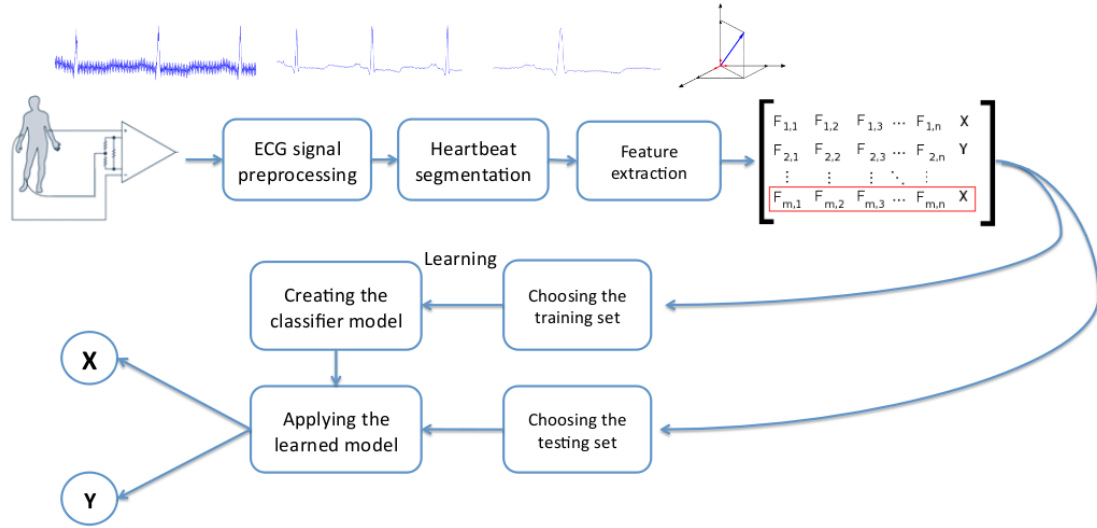 ECG signal
preprocessing
Heartbeat
segmentation
Feature
extraction
F1,1 F1,2 F1,3 ... F1,n X
F2,1 F2,2 F2,3 ... F2,n Y
⋮ ⋮ ⋮ ⋱ ⋮
Fm,1 Fm,2 Fm,3 ... Fm,n X
Learning
Creating the
classifier model
Choosing the
training set
X
Applying the
learned model
Choosing the
testing set
Y